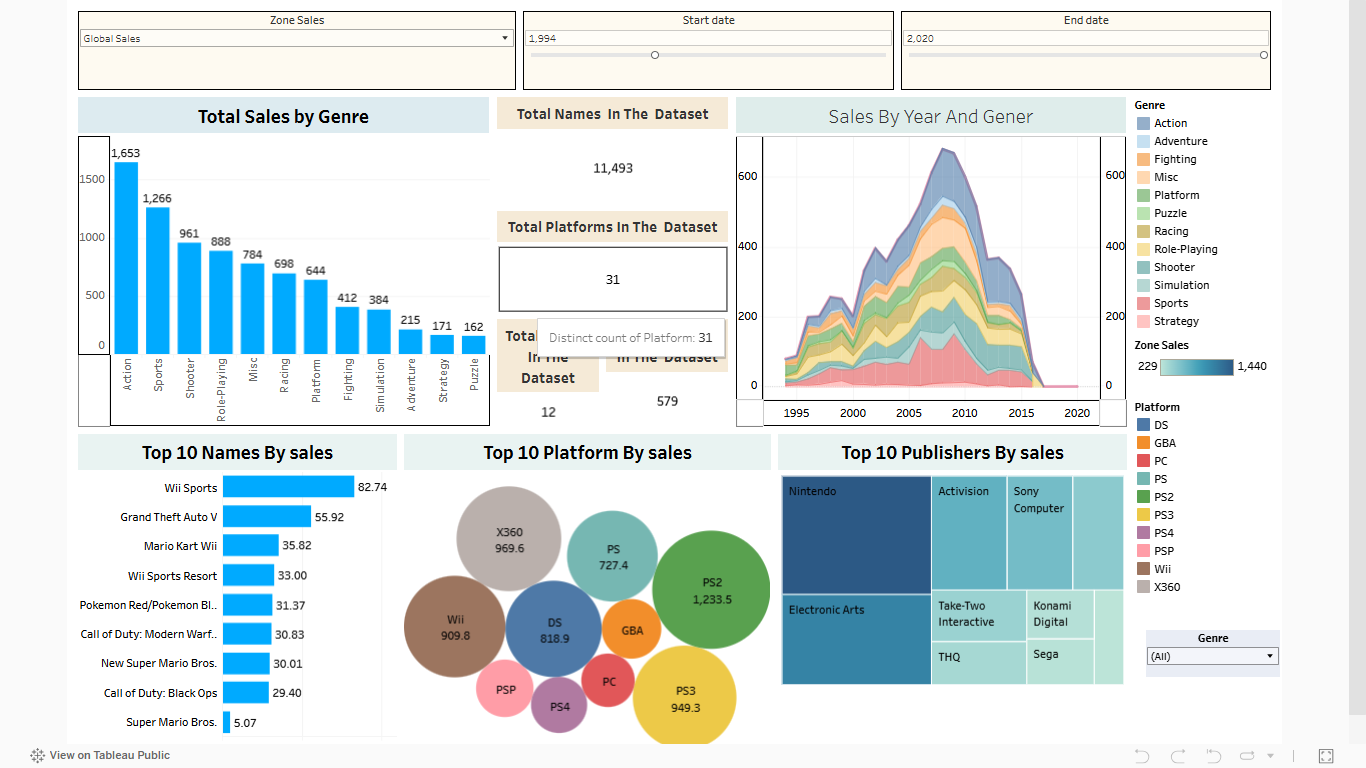 Zone Sales
Global Sales
Start date
1,994
End date
2,020
Total Sales by Genre
1,653
1,266
961
888
784
698
644
412
384
215
171
162
1500
1000
500
0
Action
Sports
Shooter
Role-Playing
Misc
Racing
Platform
Fighting
Simulation
Adventure
Strategy
Puzzle
Total Names In The Dataset
11,493
Total Platforms In The Dataset
31
Distinct count of Platform: 31
Total
In The
Dataset
12
In The Dataset
579
Sales By Year And Gener
600
400
200
0
600
400
200
0
1995
2000
2005
2010
2015
2020
Genre
Action
Adventure
Fighting
Misc
Platform
Puzzle
Racing
Role-Playing
Shooter
Simulation
Sports
Strategy
Zone Sales
229
1,440
Platform
DS
GBA
PC
PS
PS2
PS3
PS4
PSP
Wii
X360
Genre
(All)
Top 10 Names By sales
Wii Sports 82.74
Grand Theft Auto V 55.92
Mario Kart Wii 35.82
Wii Sports Resort 33.00
Pokemon Red/Pokemon Bl.. 31.37
Call of Duty: Modern Warf.. 30.83
New Super Mario Bros. 30.01
Call of Duty: Black Ops 29.40
Super Mario Bros. 5.07
Top 10 Platform By sales
X360
969.6
PS
727.4
PS2
1,233.5
Wii
909.8
DS
818.9
GBA
PSP
PS4
PC
PS3
949.3
Top 10 Publishers By sales
Nintendo
Activision
Sony
Computer
Electronic Arts
Take-Two
Interactive
Konami
Digital
THQ
Sega
View on Tableau Public